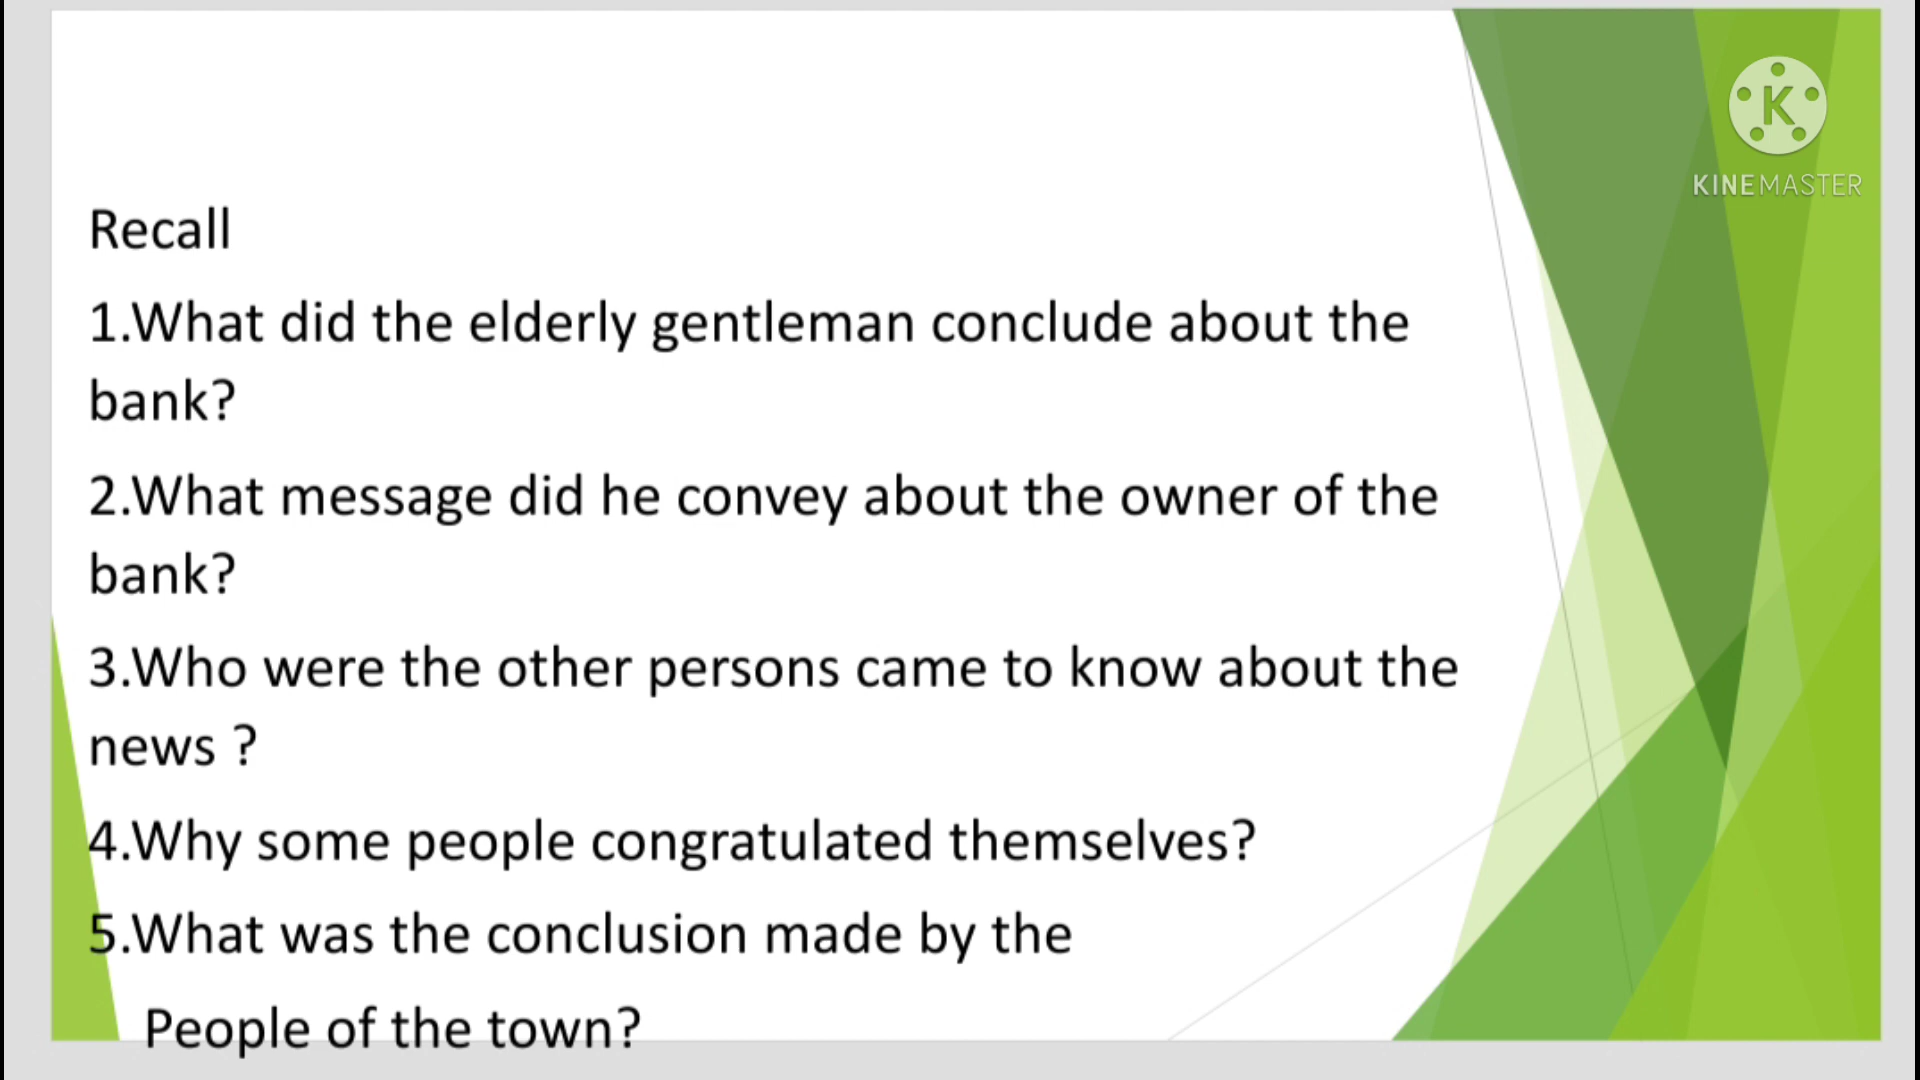 K
KINEMASTER
Recall
1.What did the elderly gentleman conclude about the
bank?
2.What message did he convey about the owner of the
bank?
3.Who were the other persons came to know about the
news ?
4.Why some people congratulated themselves?
5.What was the conclusion made by the
People of the town?